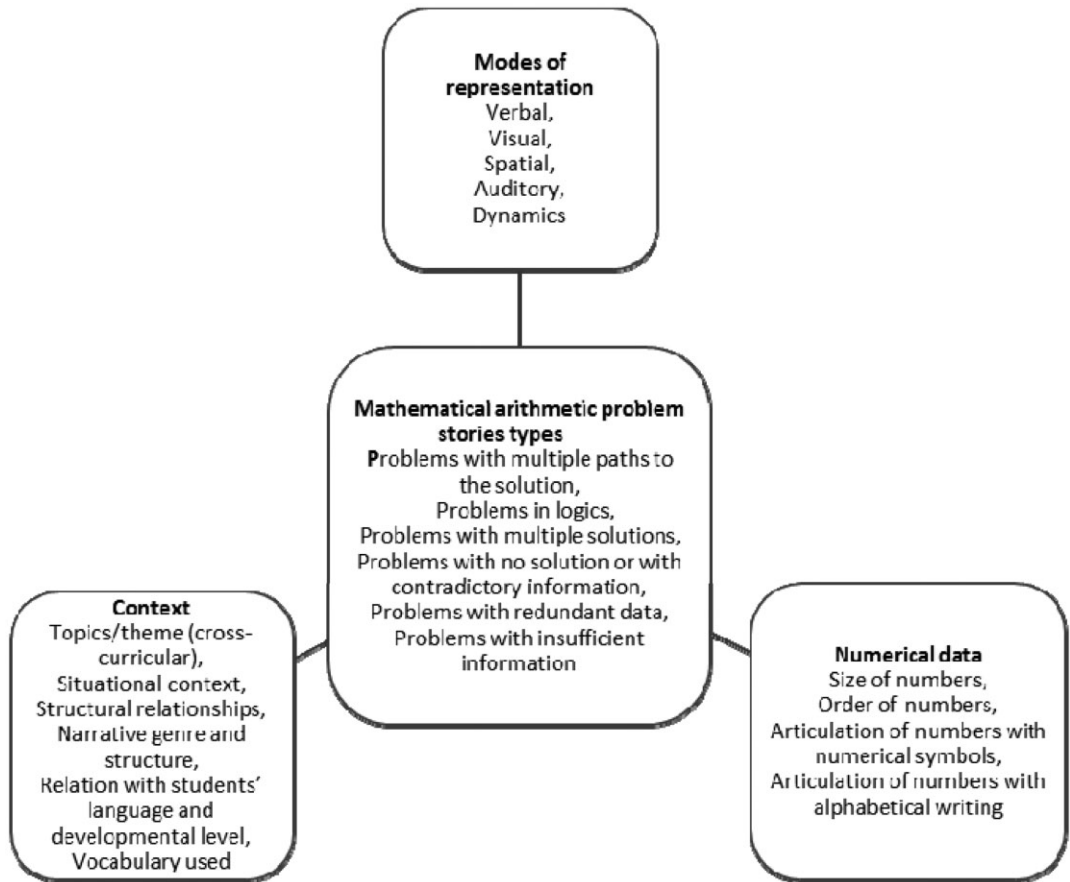 Modes of
representation
Verbal,
Visual,
Spatial,
Auditory,
Dynamics
Mathematical arithmetic problem
stories types
Problems with multiple paths to
the solution,
Problems in logics,
Problems with multiple solutions,
Problems with no solution or with
contradictory information,
Problems with redundant data,
Problems with insufficient
information
Context
Topics/theme (cross-
curricular),
Situational context,
Structural relationships,
Narrative genre and
structure,
Relation with students'
language and
developmental level,
Vocabulary used
Numerical data
Size of numbers,
Order of numbers,
Articulation of numbers with
numerical symbols,
Articulation of numbers with
alphabetical writing